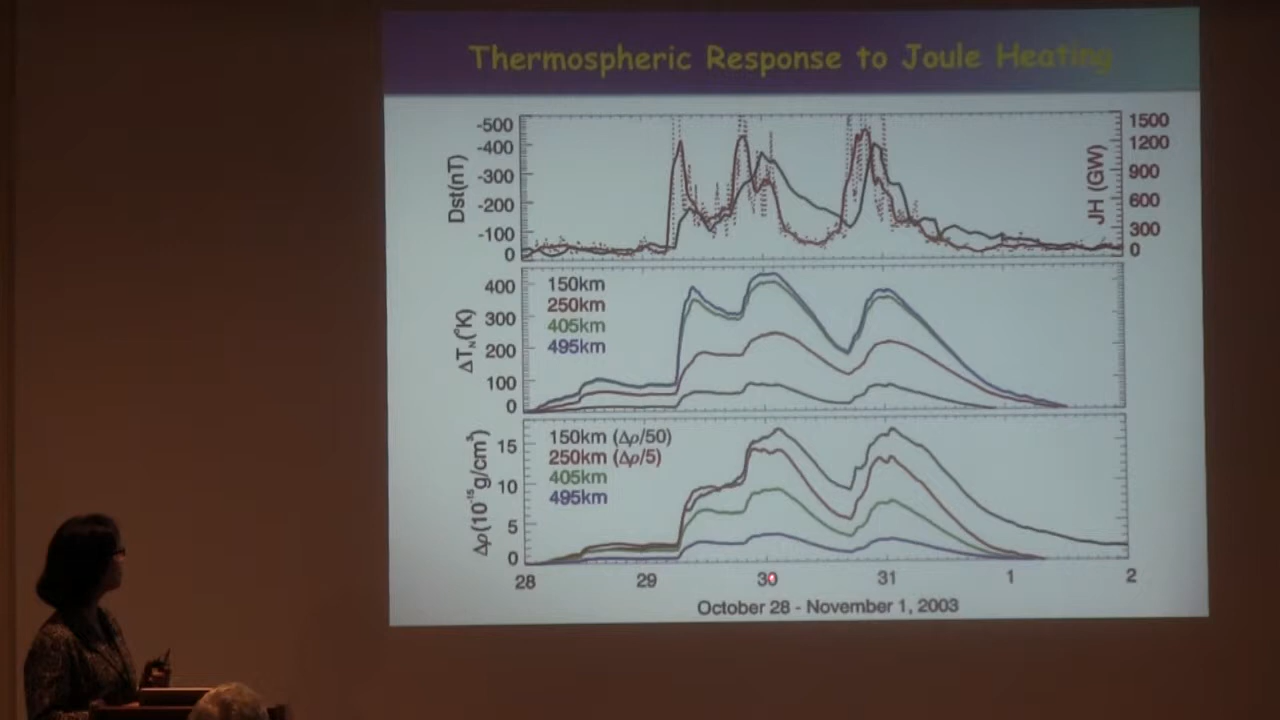 Thermospheric Response to Joule Heating
-500
-400
-300
-200
-100
0
Dst(nT)
1500
1200
900
600
300
0
JH (GW)
400
300
200
100
0
ΔT_N(°K)
150km
250km
405km
495km
15
10
5
0
Δρ(10⁻¹⁵g/cm³)
150km (Δρ/50)
250km (Δρ/5)
405km
495km
28 29 30 31 1 2
October 28 - November 1, 2003